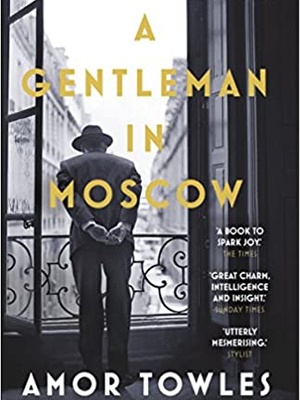 A
GENTLEMAN
IN
MOSCOW
'A BOOK TO
SPARK JOY.'
THE TIMES
'GREAT CHARM,
INTELLIGENCE
AND INSIGHT.'
SUNDAY TIMES
'UTTERLY
MESMERISING.'
STYLIST
AMOR TOWLES